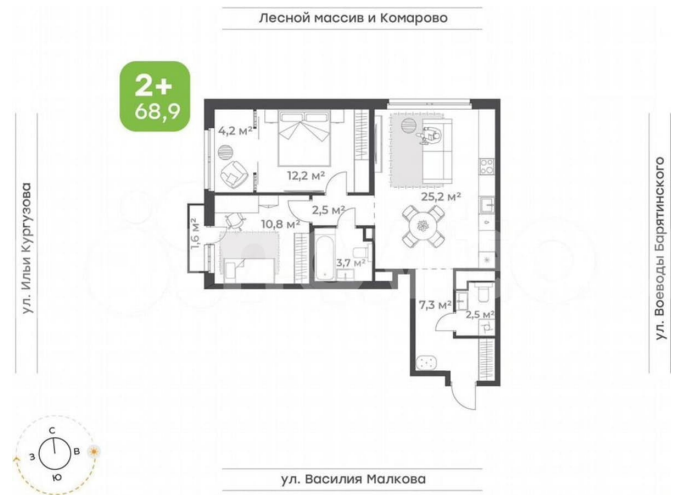 Лесной массив и Комарово
2+
68,9
4,2 м²
12,2 м²
25,2 м²
2,5 м²
10,8 м²
1,6 м²
3,7 м²
7,3 м²
2,5 м²
ул. Ильи Кургузова
ул. Воеводы Барятинского
С
З
В
Ю
ул. Василия Малкова